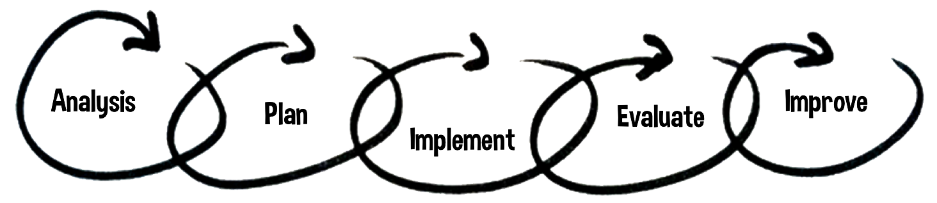 Analysis
Plan
Implement
Evaluate
Improve